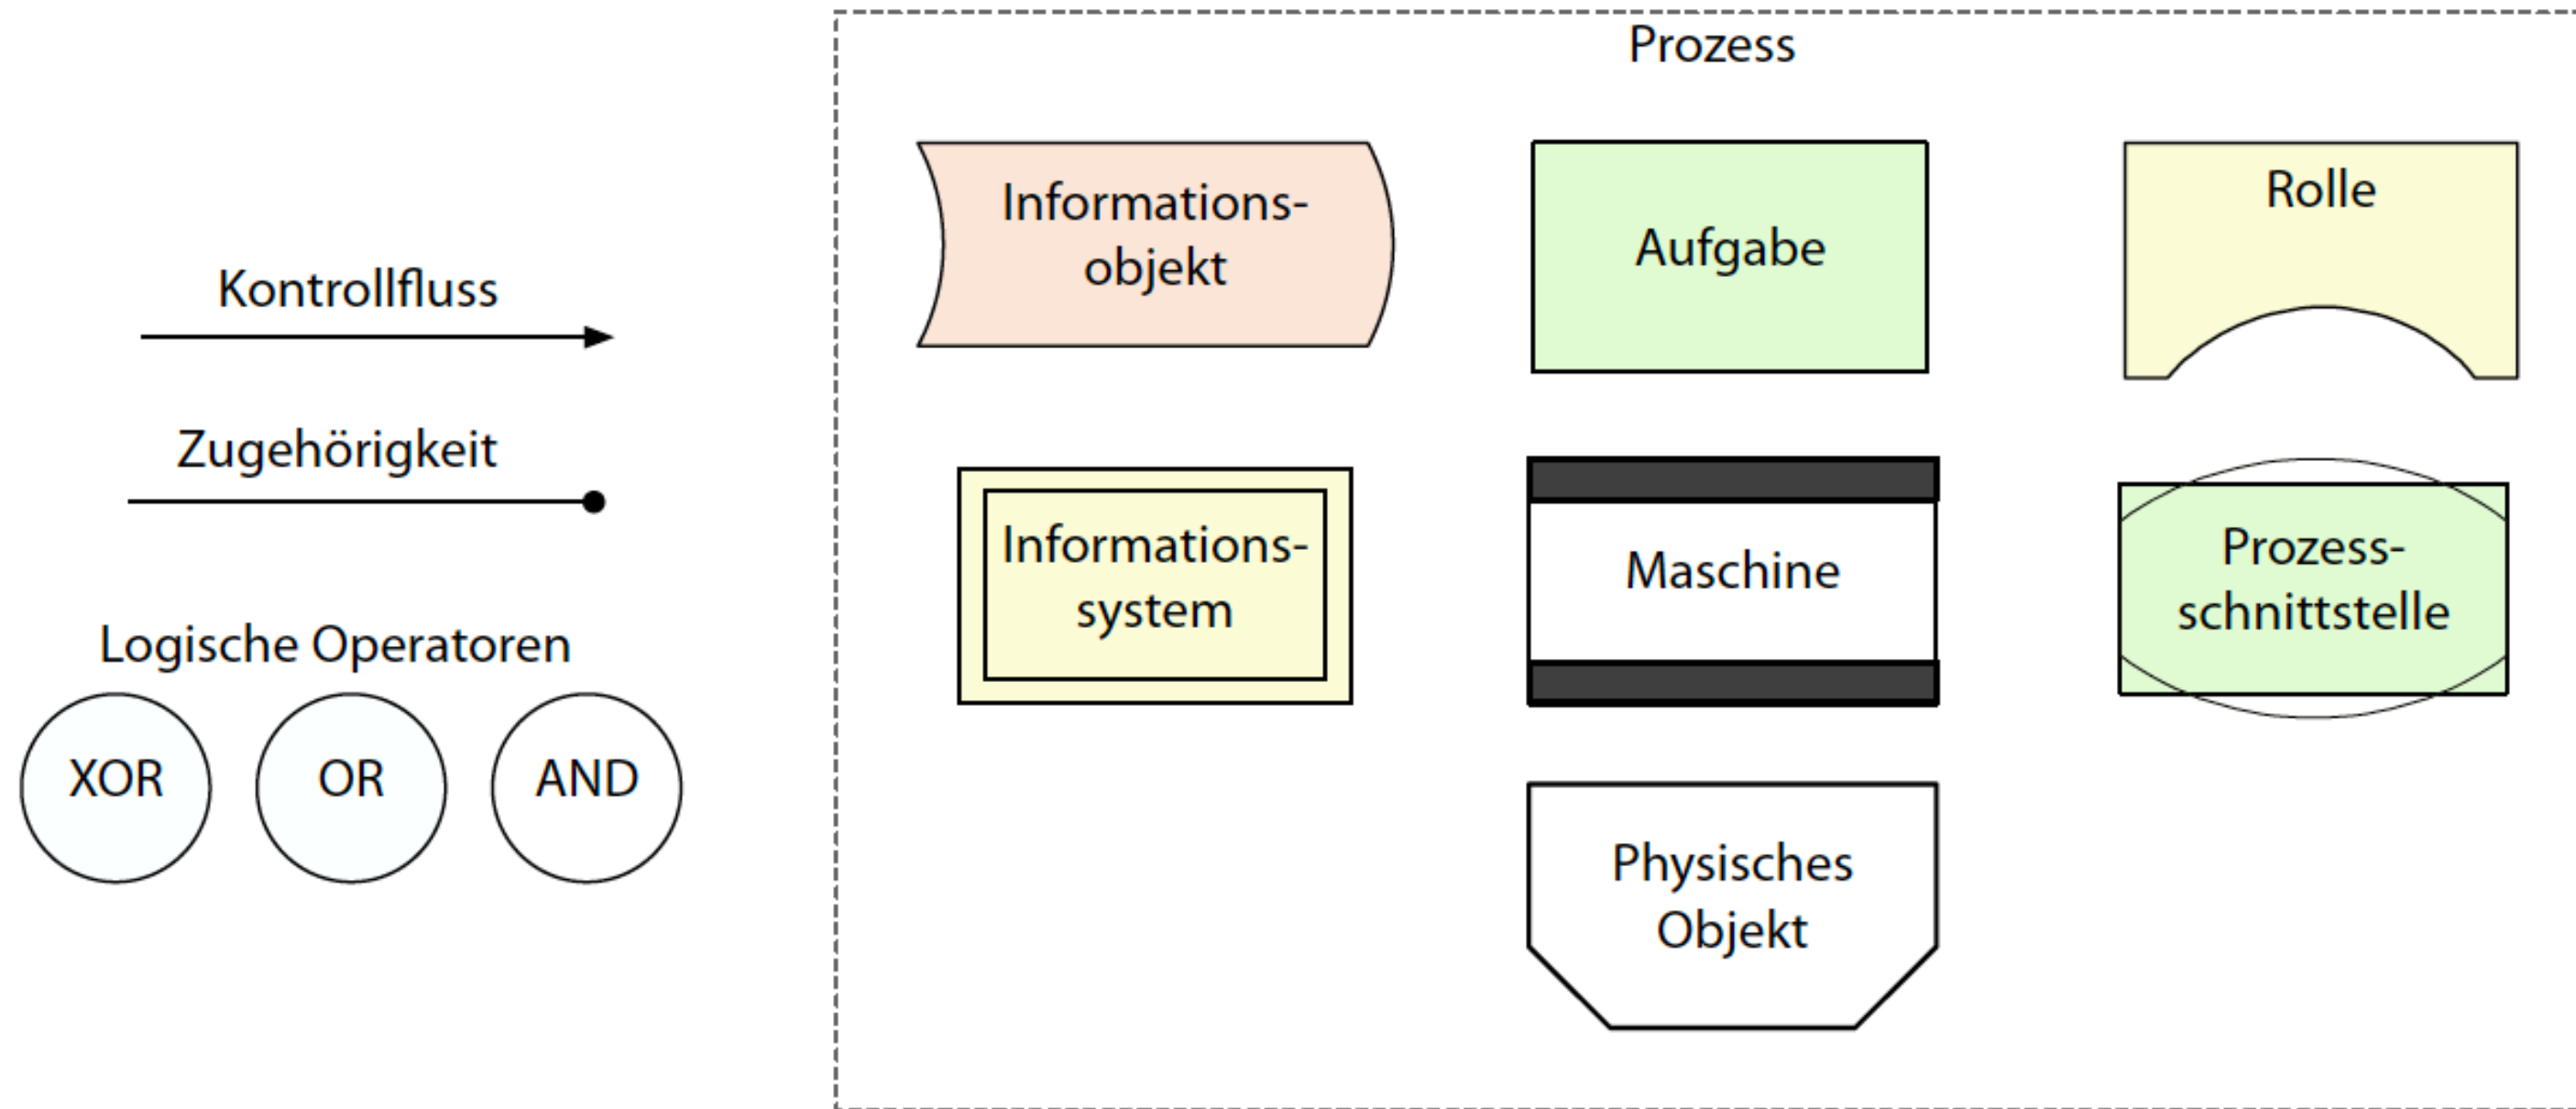 Kontrollfluss
Zugehörigkeit
Logische Operatoren
XOR
OR
AND
Prozess
Informations-
objekt
Aufgabe
Rolle
Informations-
system
Maschine
Prozess-
schnittstelle
Physisches
Objekt